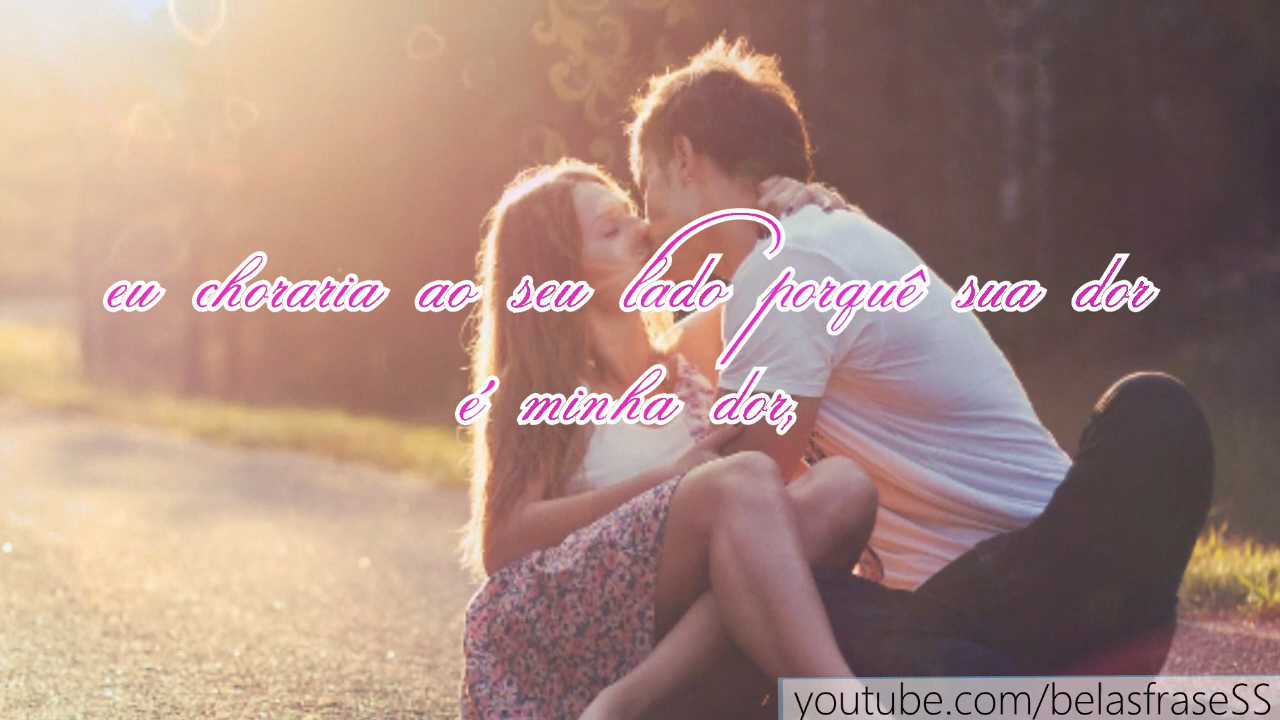 eu choraria ao seu lado porquê sua dor
é minha dor,
youtube.com/belasfraseSS